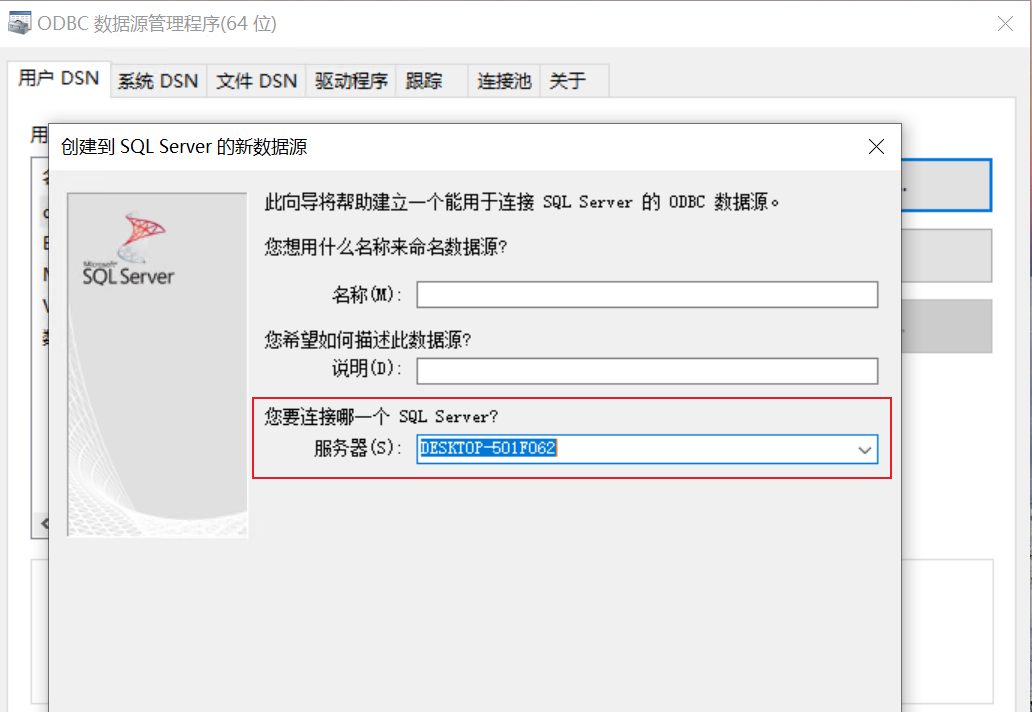 ODBC 数据源管理程序(64 位)
用户 DSN
系统 DSN
文件 DSN
驱动程序
跟踪
连接池
关于
用
创建到 SQL Server 的新数据源
Microsoft
SQL Server
此向导将帮助建立一个能用于连接 SQL Server 的 ODBC 数据源。
您想用什么名称来命名数据源?
名称(M):
您希望如何描述此数据源?
说明(D):
您要连接哪一个 SQL Server?
服务器(S): DESKTOP-501F062